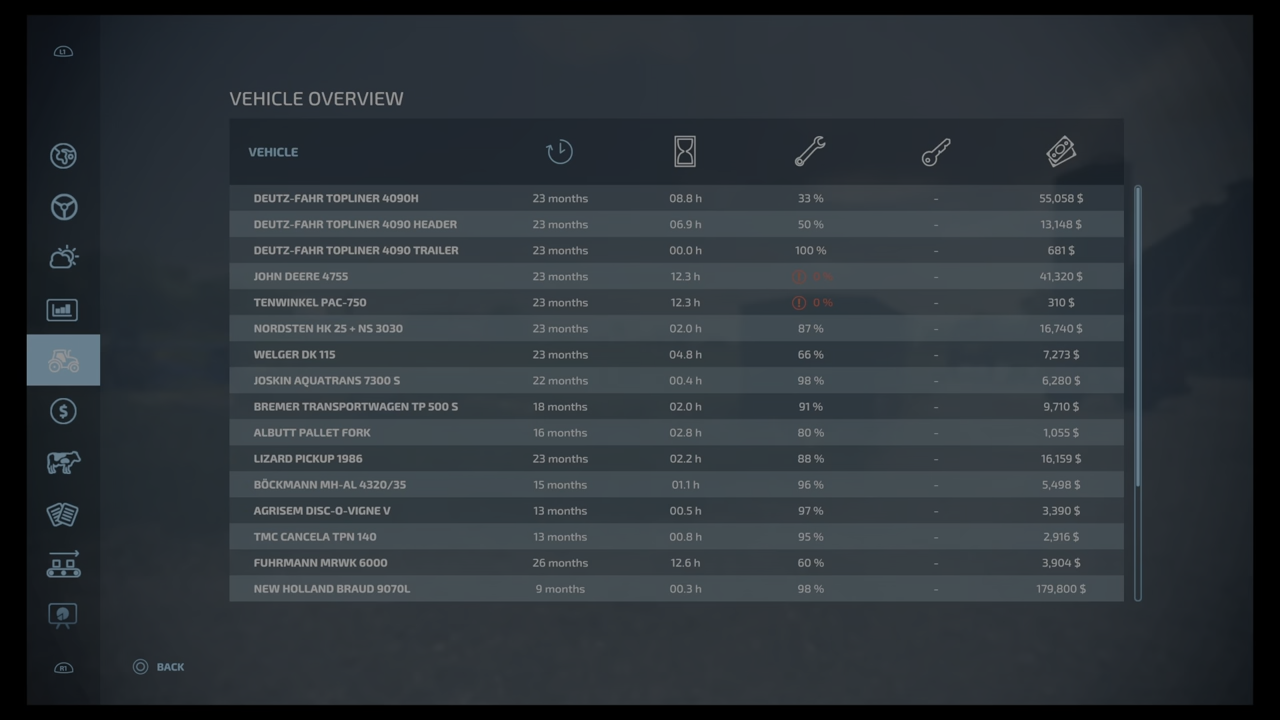 L1
VEHICLE OVERVIEW
VEHICLE
DEUTZ-FAHR TOPLINER 4090H 23 months 08.8 h 33 % - 55,058 $
DEUTZ-FAHR TOPLINER 4090 HEADER 23 months 06.9 h 50 % - 13,148 $
DEUTZ-FAHR TOPLINER 4090 TRAILER 23 months 00.0 h 100 % - 681 $
JOHN DEERE 4755 23 months 12.3 h ! 0 % - 41,320 $
TENWINKEL PAC-750 23 months 12.3 h ! 0 % - 310 $
NORDSTEN HK 25 + NS 3030 23 months 02.0 h 87 % - 16,740 $
WELGER DK 115 23 months 04.8 h 66 % - 7,273 $
JOSKIN AQUATRANS 7300 S 22 months 00.4 h 98 % - 6,280 $
BREMER TRANSPORTWAGEN TP 500 S 18 months 02.0 h 91 % - 9,710 $
ALBUTT PALLET FORK 16 months 02.8 h 80 % - 1,055 $
LIZARD PICKUP 1986 23 months 02.2 h 88 % - 16,159 $
BÖCKMANN MH-AL 4320/35 15 months 01.1 h 96 % - 5,498 $
AGRISEM DISC-O-VIGNE V 13 months 00.5 h 97 % - 3,390 $
TMC CANCELA TPN 140 13 months 00.8 h 95 % - 2,916 $
FUHRMANN MRWK 6000 26 months 12.6 h 60 % - 3,904 $
NEW HOLLAND BRAUD 9070L 9 months 00.3 h 98 % - 179,800 $
R1
BACK